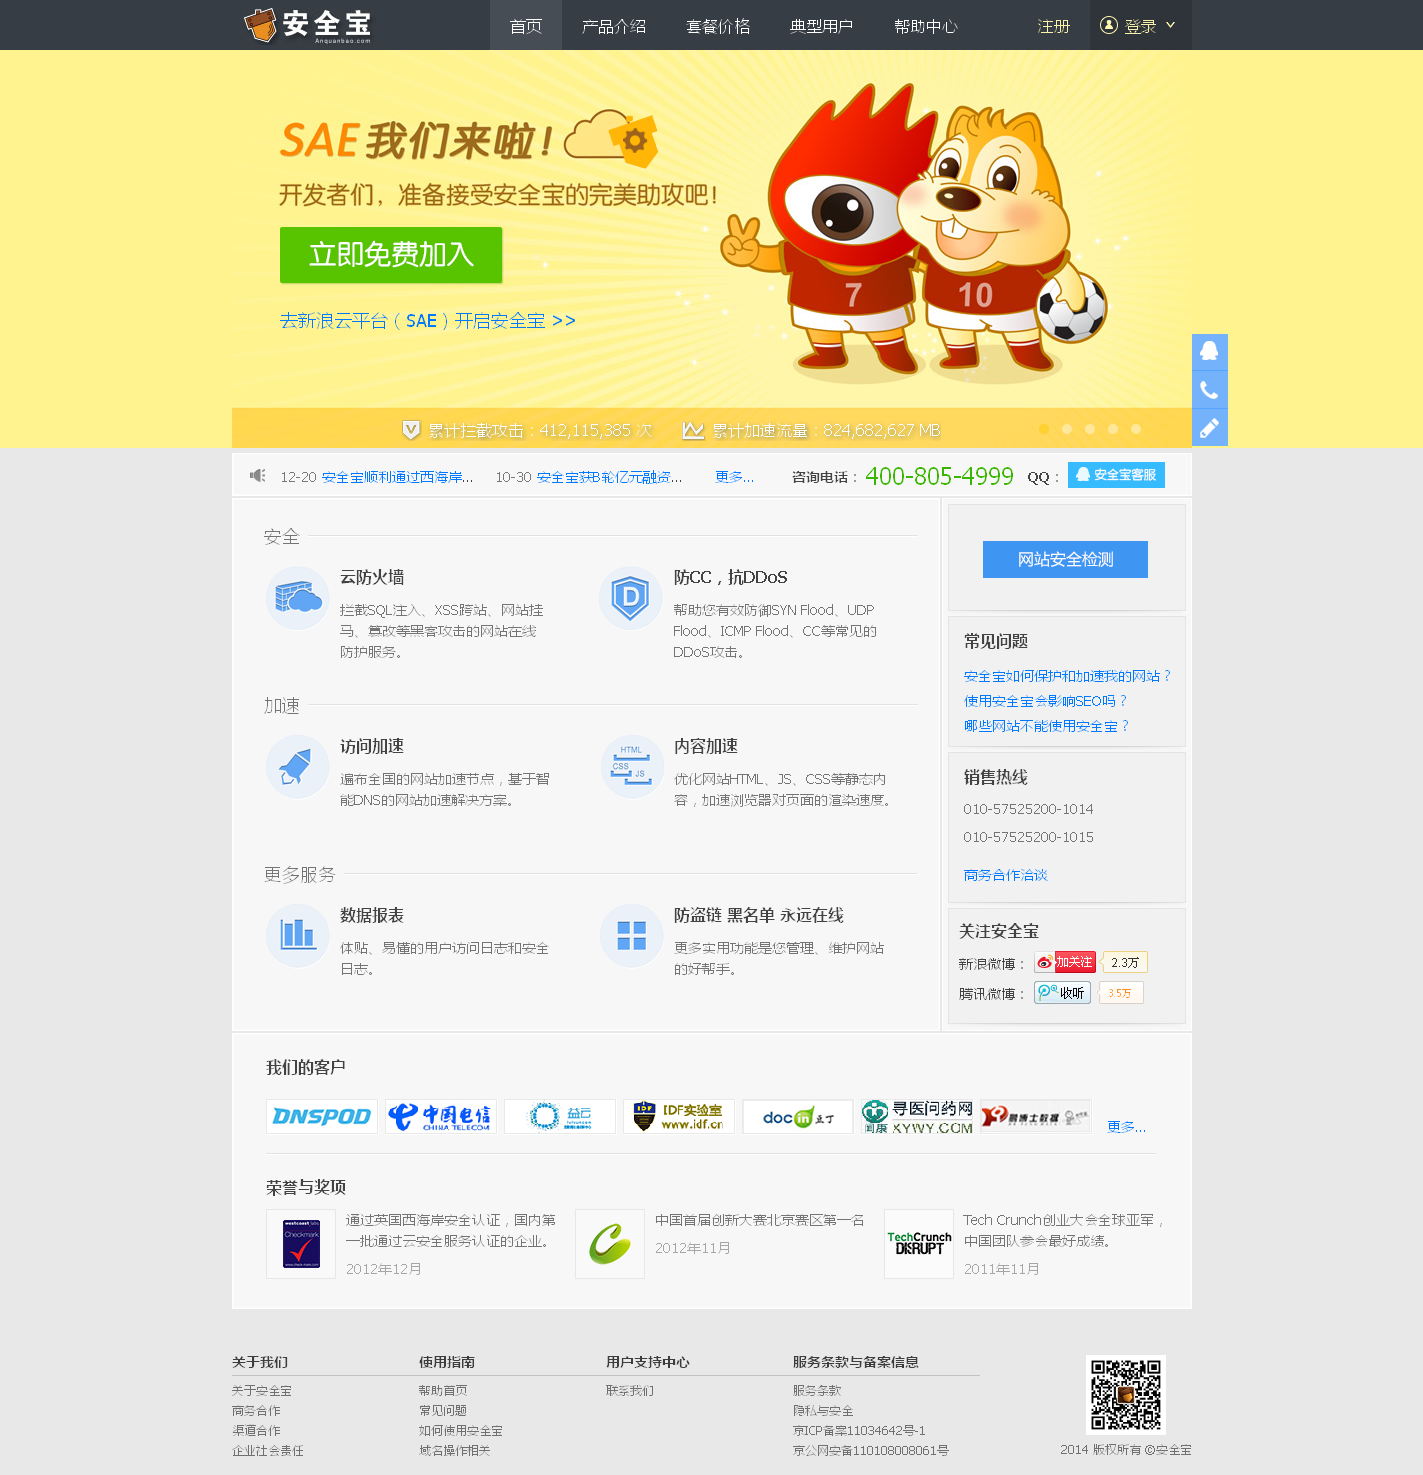 安全宝
Anquanbao.com
首页 产品介绍 套餐价格 典型用户 帮助中心 注册 登录
SAE 我们来啦!
开发者们，准备接受安全宝的完美助攻吧!
立即免费加入
去新浪云平台（SAE）开启安全宝 >>
7 10
累计拦截攻击：412,115,385 次 累计加速流量：824,682,627 MB
12-20 安全宝顺利通过西海岸... 10-30 安全宝获B轮亿元融资... 更多... 咨询电话：400-805-4999 QQ： 安全宝客服
安全
云防火墙
拦截SQL注入、XSS跨站、网站挂
马、篡改等黑客攻击的网站在线
防护服务。
防CC，抗DDoS
帮助您有效防御SYN Flood、UDP
Flood、ICMP Flood、CC等常见的
DDoS攻击。
加速
访问加速
遍布全国的网站加速节点，基于智
能DNS的网站加速解决方案。
HTML
CSS
JS
内容加速
优化网站HTML、JS、CSS等静态内
容，加速浏览器对页面的渲染速度。
更多服务
数据报表
体贴、易懂的用户访问日志和安全
日志。
防盗链 黑名单 永远在线
更多实用功能是您管理、维护网站
的好帮手。
网站安全检测
常见问题
安全宝如何保护和加速我的网站？
使用安全宝会影响SEO吗？
哪些网站不能使用安全宝？
销售热线
010-57525200-1014
010-57525200-1015
商务合作洽谈
关注安全宝
新浪微博： 加关注 2.3万
腾讯微博： 收听 3.5万
我们的客户
DNSPOD
中国电信
CHINA TELECOM
益云
IDF
IDF实验室
www.idf.cn
docin豆丁
寻医问药网
闻康 XYWY.COM
鹏博士数据
更多...
荣誉与奖项
westcoast labs
Checkmark
通过英国西海岸安全认证，国内第
一批通过云安全服务认证的企业。
2012年12月
中国首届创新大赛北京赛区第一名
2012年11月
TechCrunch
DISRUPT
Tech Crunch创业大会全球亚军，
中国团队参会最好成绩。
2011年11月
关于我们
关于安全宝
商务合作
渠道合作
企业社会责任
使用指南
帮助首页
常见问题
如何使用安全宝
域名操作相关
用户支持中心
联系我们
服务条款与备案信息
服务条款
隐私与安全
京ICP备案11034642号-1
京公网安备110108008061号
2014 版权所有 ©安全宝